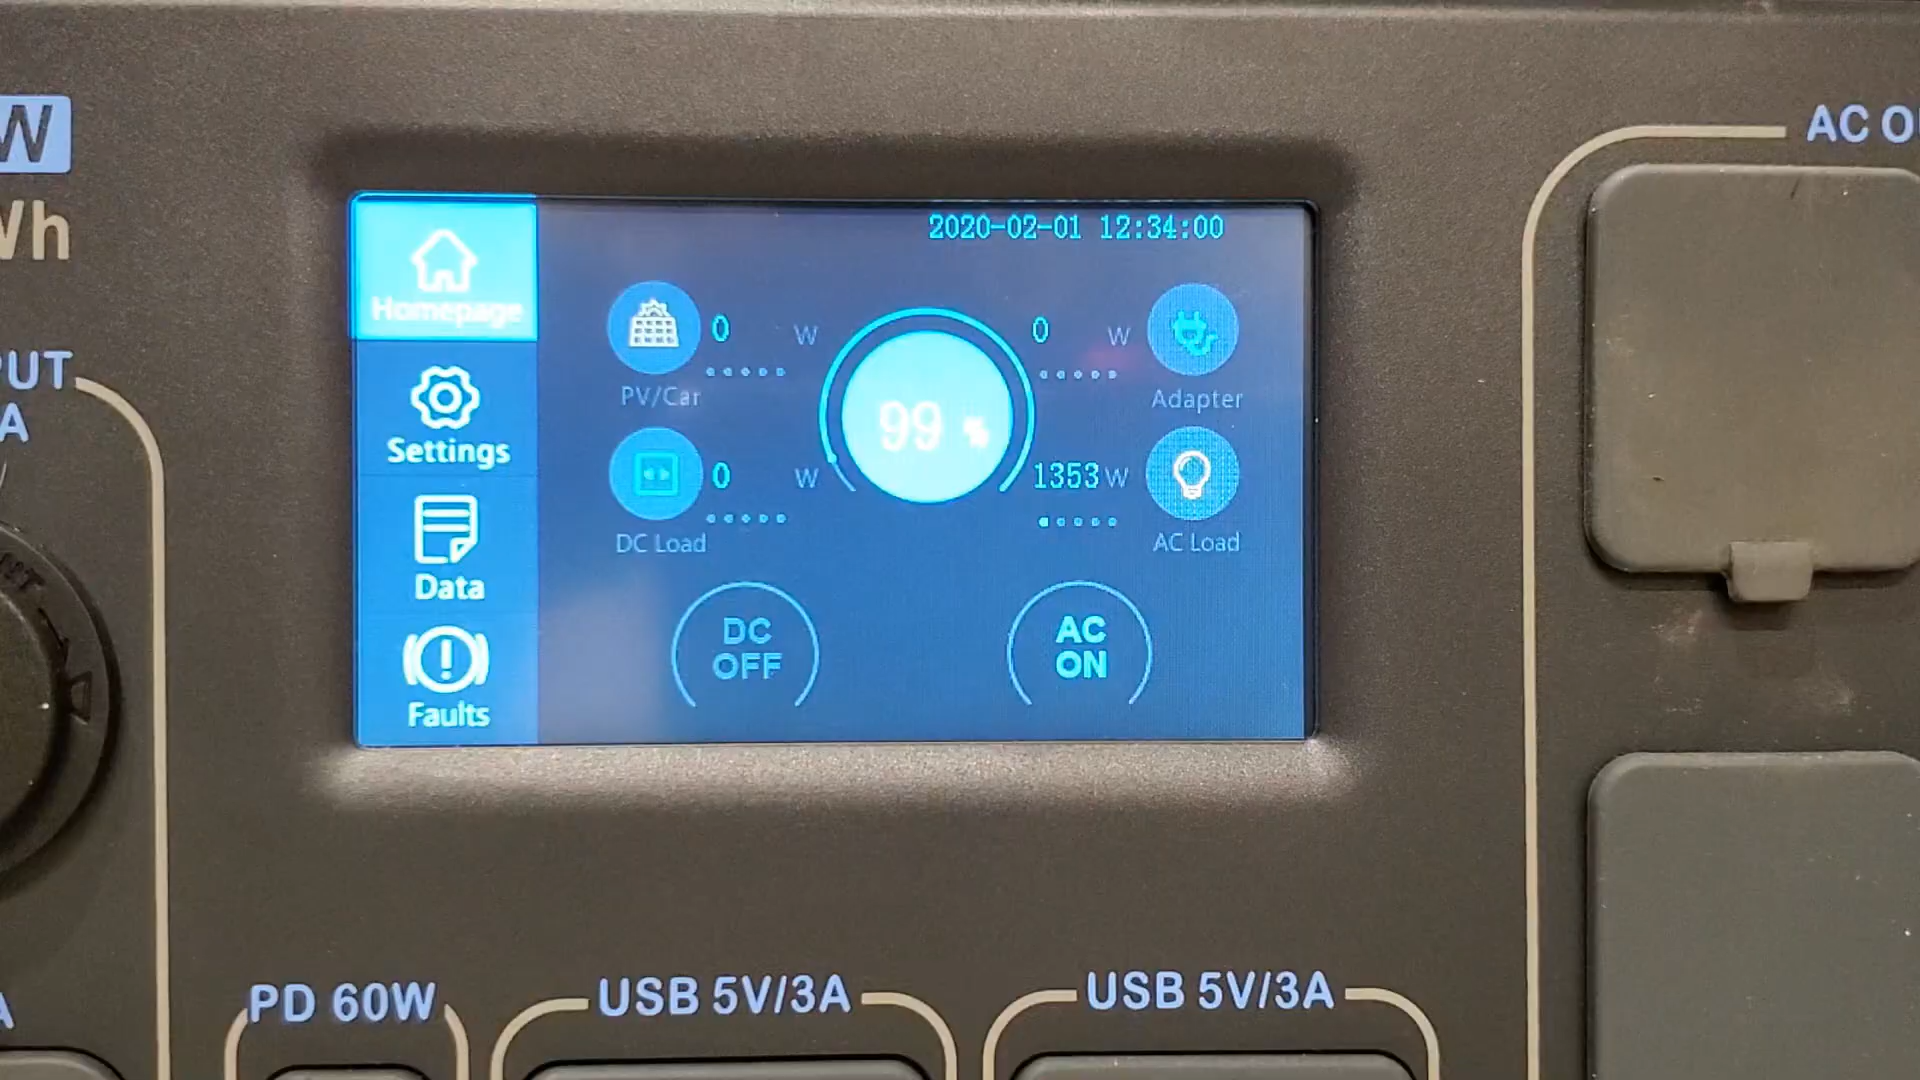 W
Wh
PUT
A
2020-02-01 12:34:00
Homepage
Settings
Data
Faults
0 W
PV/Car
0 W
Adapter
99 %
0 W
DC Load
1353 W
AC Load
DC
OFF
AC
ON
AC O
PD 60W
USB 5V/3A
USB 5V/3A
A